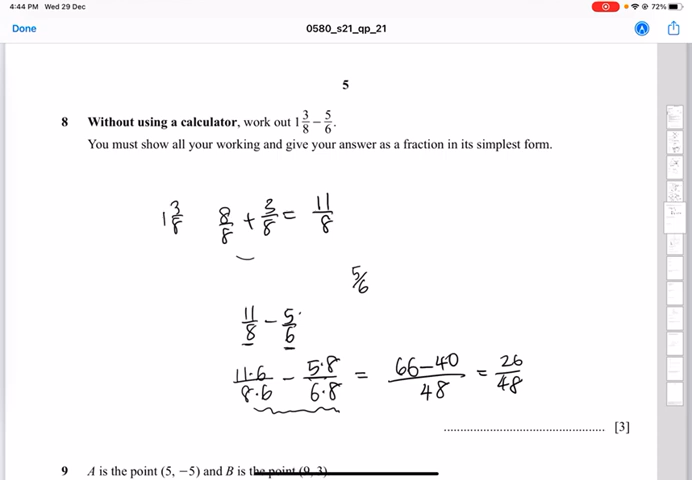 4:44 PM Wed 29 Dec 72%
Done 0580_s21_qp_21
5
8 Without using a calculator, work out 1 3/8 − 5/6.
You must show all your working and give your answer as a fraction in its simplest form.
1 3/8 8/8 + 3/8 = 11/8
5/6
11/8 − 5/6
11·6/8·6 − 5·8/6·8 = 66−40/48 = 26/48
[3]
9 A is the point (5, −5) and B is the point (9, 3)